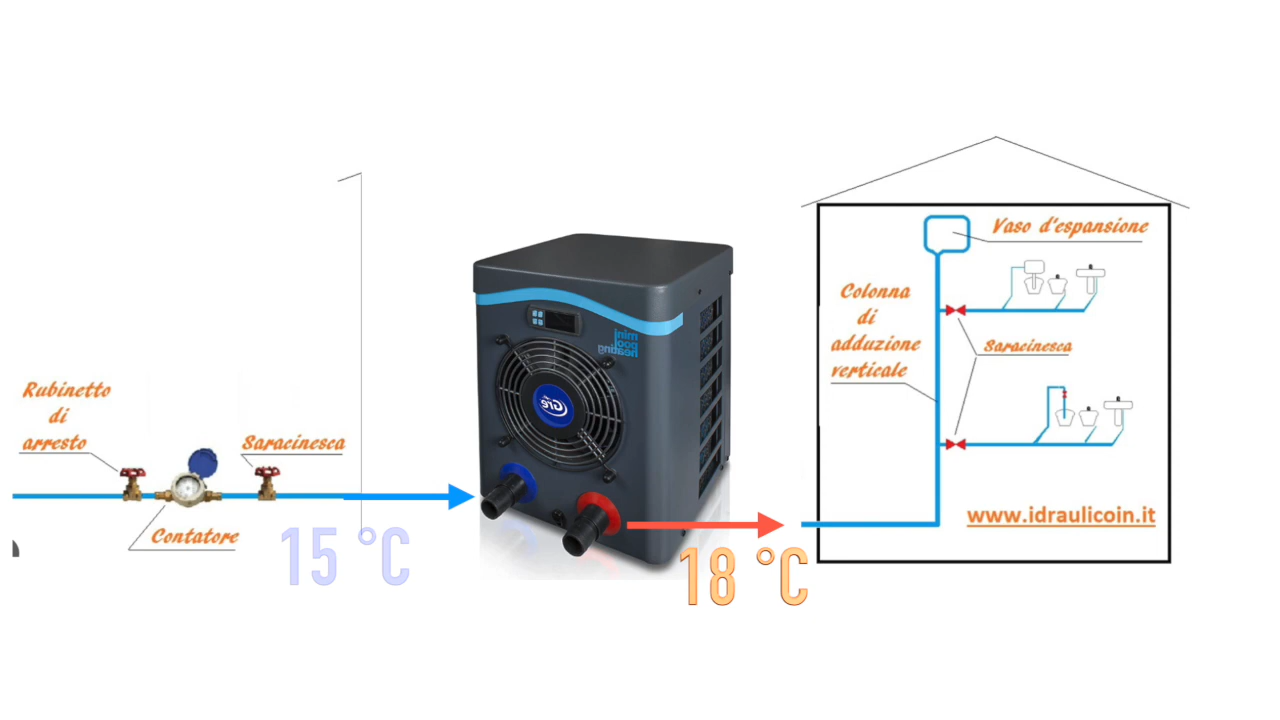 Rubinetto
di
arresto
Saracinesca
Contatore
15 °C
mini
pool
heating
Gre
18 °C
Vaso d'espansione
Colonna
di
adduzione
verticale
Saracinesca
www.idraulicoin.it